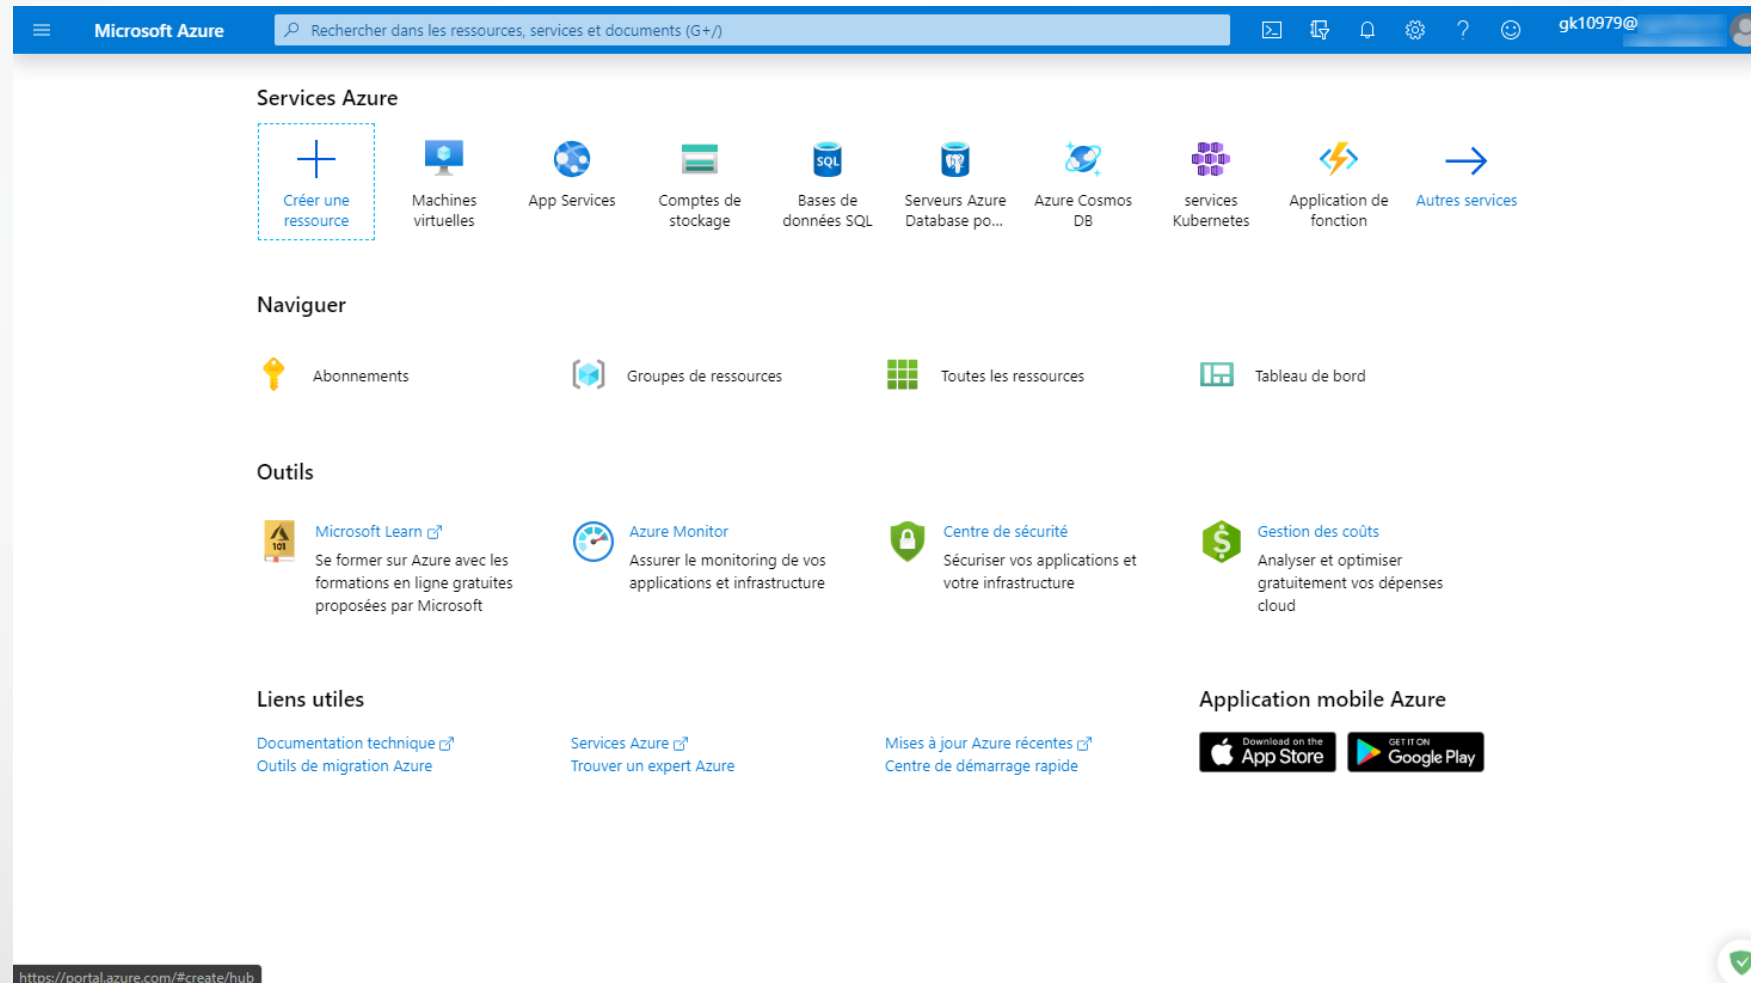 Microsoft Azure
Rechercher dans les ressources, services et documents (G+/)
gk10979@
Services Azure
Créer une
ressource
Machines
virtuelles
App Services
Comptes de
stockage
Bases de
données SQL
SQL
Serveurs Azure
Database po...
Azure Cosmos
DB
services
Kubernetes
Application de
fonction
Autres services
Naviguer
Abonnements
Groupes de ressources
Toutes les ressources
Tableau de bord
Outils
101
Microsoft Learn
Se former sur Azure avec les
formations en ligne gratuites
proposées par Microsoft
Azure Monitor
Assurer le monitoring de vos
applications et infrastructure
Centre de sécurité
Sécuriser vos applications et
votre infrastructure
Gestion des coûts
Analyser et optimiser
gratuitement vos dépenses
cloud
Liens utiles
Documentation technique
Outils de migration Azure
Services Azure
Trouver un expert Azure
Mises à jour Azure récentes
Centre de démarrage rapide
Application mobile Azure
Download on the
App Store
GET IT ON
Google Play
https://portal.azure.com/#create/hub